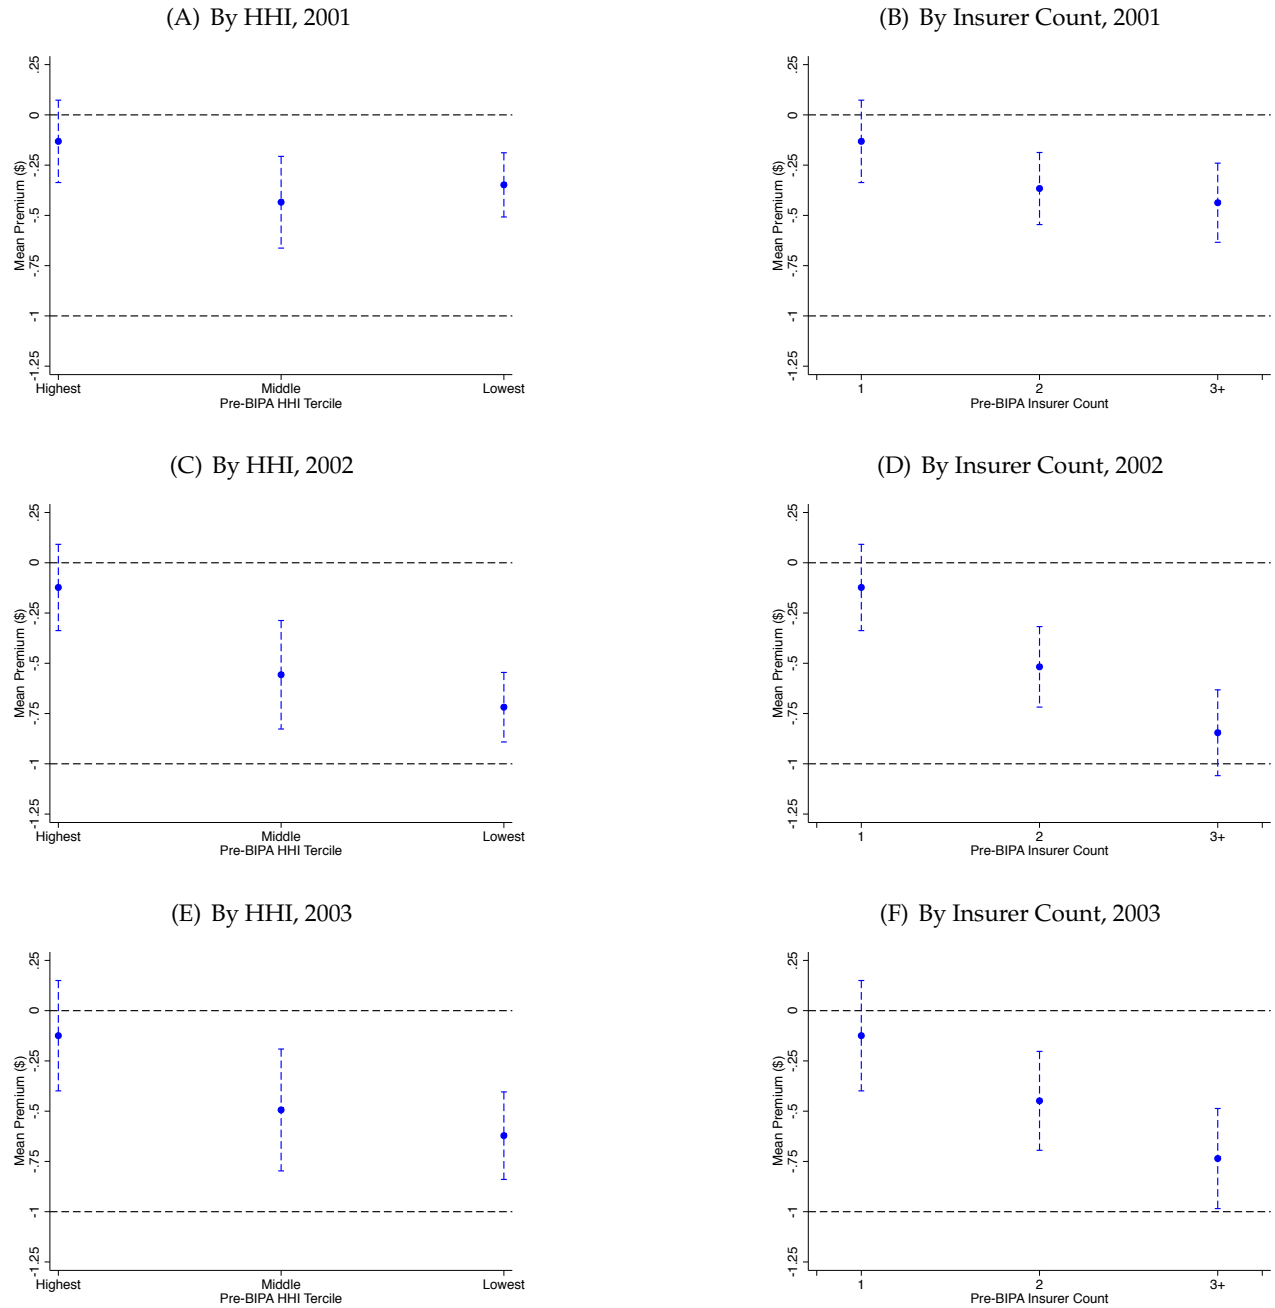 (A) By HHI, 2001
Mean Premium ($)
.25
0
-.25
-.5
-.75
-1
-1.25
Highest
Middle
Lowest
Pre-BIPA HHI Tercile
(B) By Insurer Count, 2001
Mean Premium ($)
.25
0
-.25
-.5
-.75
-1
-1.25
1
2
3+
Pre-BIPA Insurer Count
(C) By HHI, 2002
Mean Premium ($)
.25
0
-.25
-.5
-.75
-1
-1.25
Highest
Middle
Lowest
Pre-BIPA HHI Tercile
(D) By Insurer Count, 2002
Mean Premium ($)
.25
0
-.25
-.5
-.75
-1
-1.25
1
2
3+
Pre-BIPA Insurer Count
(E) By HHI, 2003
Mean Premium ($)
.25
0
-.25
-.5
-.75
-1
-1.25
Highest
Middle
Lowest
Pre-BIPA HHI Tercile
(F) By Insurer Count, 2003
Mean Premium ($)
.25
0
-.25
-.5
-.75
-1
-1.25
1
2
3+
Pre-BIPA Insurer Count